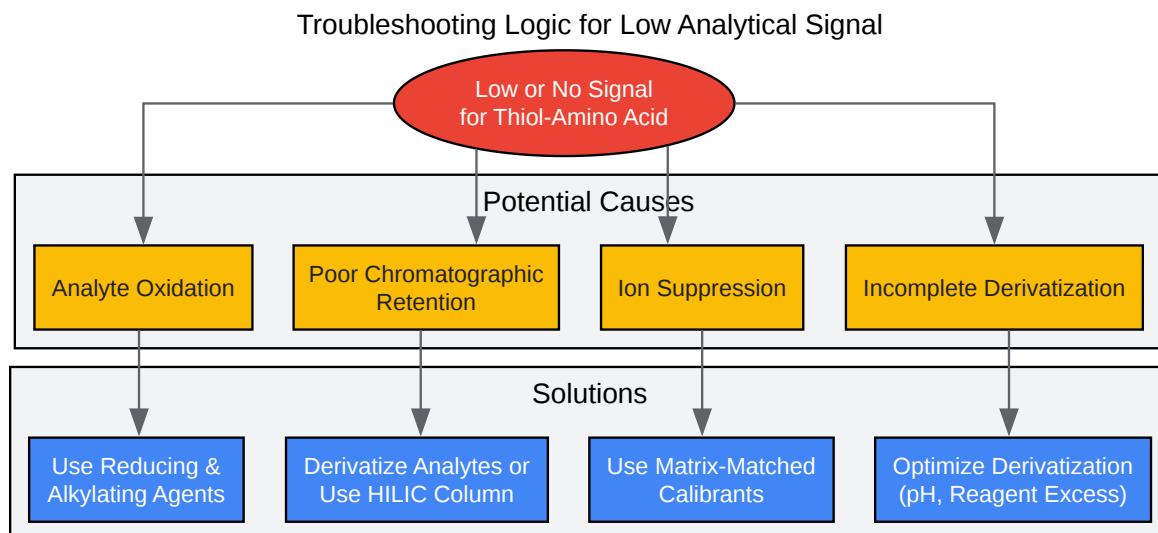 Troubleshooting Logic for Low Analytical Signal
Low or No Signal
for Thiol-Amino Acid
Potential Causes
Analyte Oxidation
Poor Chromatographic
Retention
Ion Suppression
Incomplete Derivatization
Solutions
Use Reducing &
Alkylating Agents
Derivatize Analytes or
Use HILIC Column
Use Matrix-Matched
Calibrants
Optimize Derivatization
(pH, Reagent Excess)